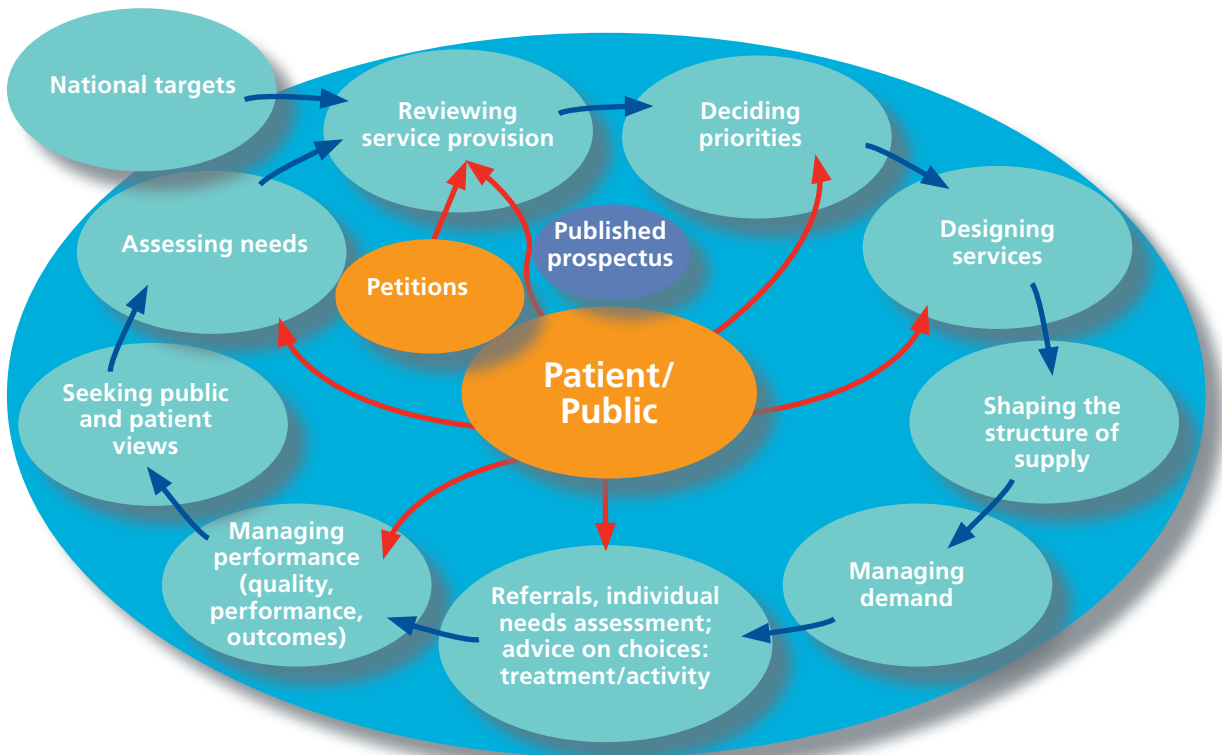 National targets
Reviewing
service provision
Deciding
priorities
Assessing needs
Published
prospectus
Designing
services
Petitions
Patient/
Public
Seeking public
and patient
views
Shaping the
structure of
supply
Managing
performance
(quality,
performance,
outcomes)
Referrals, individual
needs assessment;
advice on choices:
treatment/activity
Managing
demand